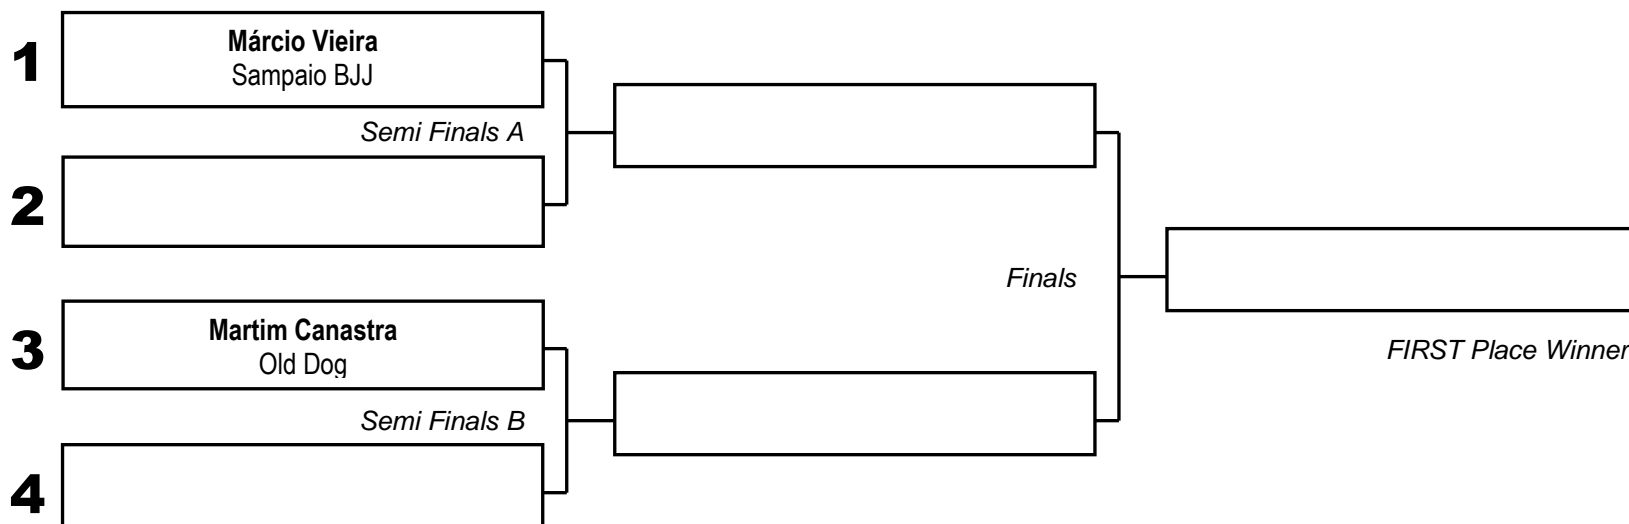 1
Márcio Vieira
Sampaio BJJ
Semi Finals A
2
Finals
3
Martim Canastra
Old Dog
FIRST Place Winner
Semi Finals B
4